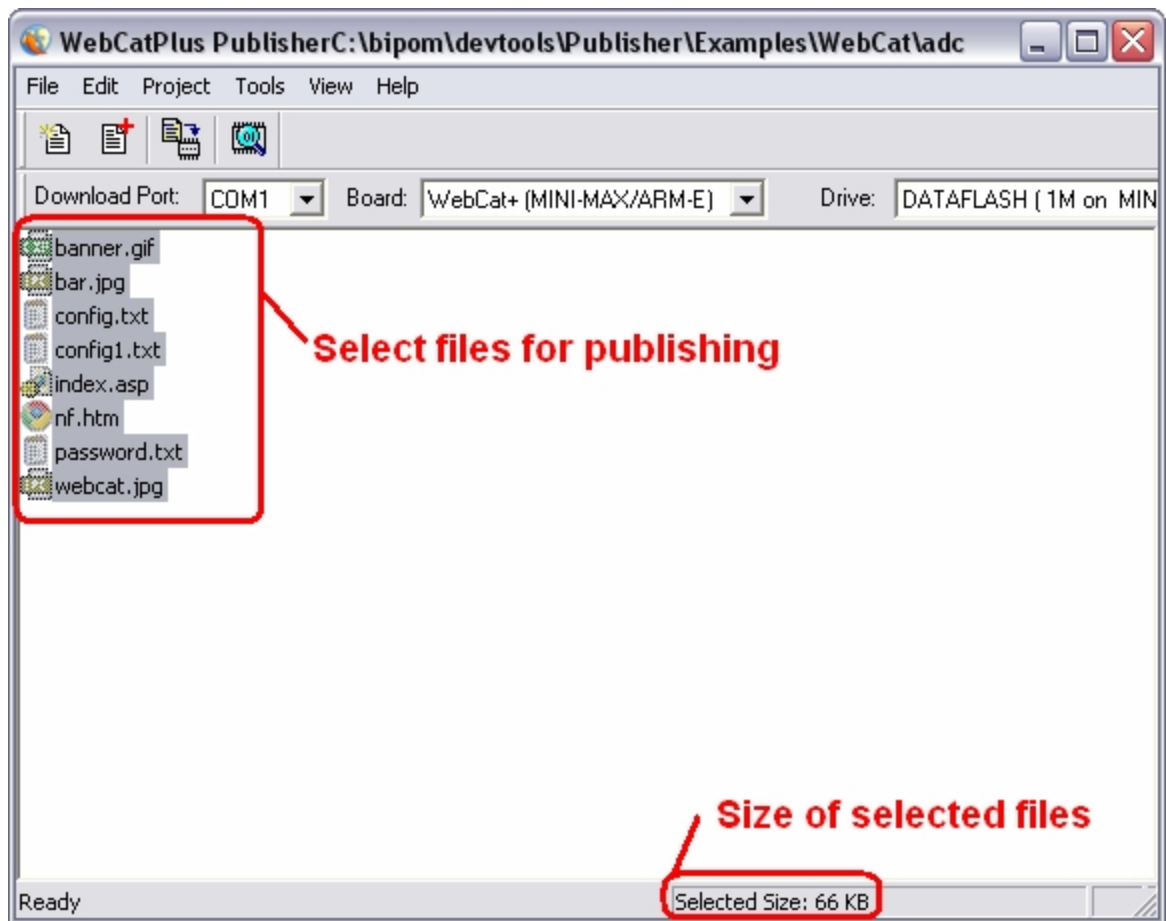 WebCatPlus PublisherC:\bipom\devtools\Publisher\Examples\WebCat\adc
File Edit Project Tools View Help
Download Port: COM1 Board: WebCat+ (MINI-MAX/ARM-E) Drive: DATAFLASH ( 1M on MIN
banner.gif
bar.jpg
config.txt
config1.txt
index.asp
nf.htm
password.txt
webcat.jpg
Select files for publishing
Size of selected files
Ready Selected Size: 66 KB